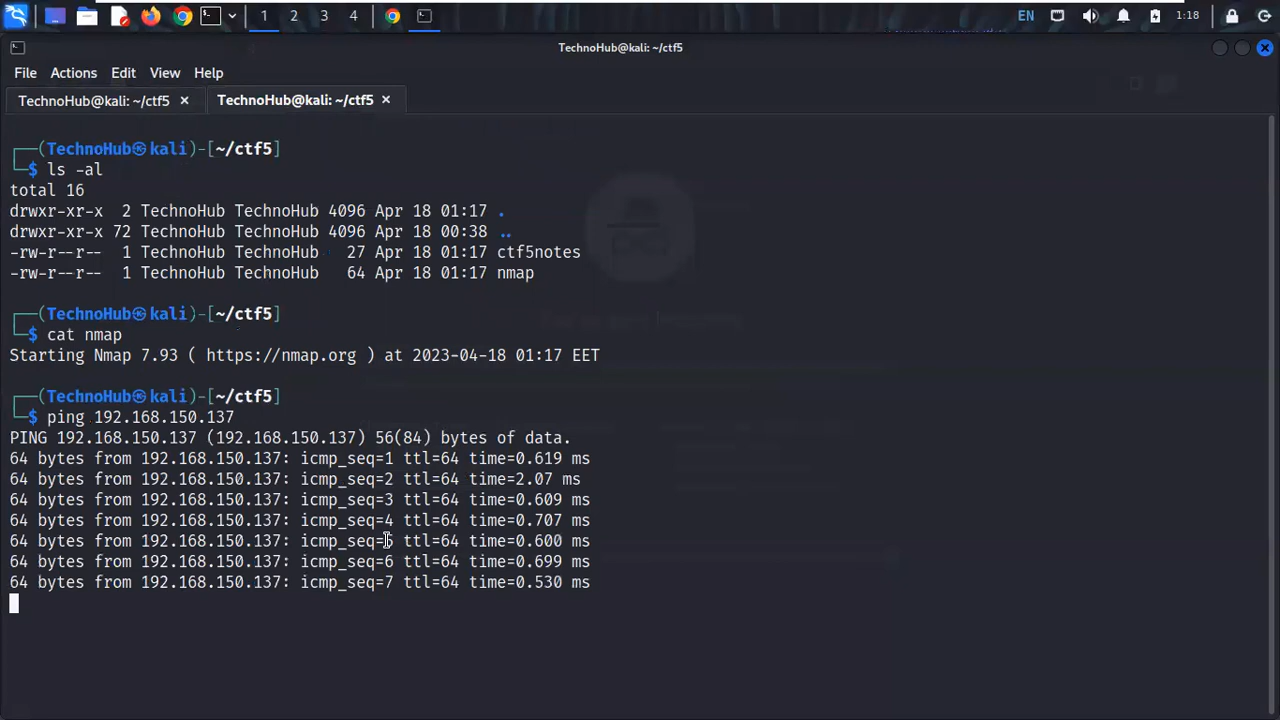 1 2 3 4 EN 1:18
TechnoHub@kali: ~/ctf5
File Actions Edit View Help
TechnoHub@kali: ~/ctf5 × TechnoHub@kali: ~/ctf5 ×
┌──(TechnoHub㉿kali)-[~/ctf5]
└─$ ls -al
total 16
drwxr-xr-x 2 TechnoHub TechnoHub 4096 Apr 18 01:17 .
drwxr-xr-x 72 TechnoHub TechnoHub 4096 Apr 18 00:38 ..
-rw-r--r-- 1 TechnoHub TechnoHub 27 Apr 18 01:17 ctf5notes
-rw-r--r-- 1 TechnoHub TechnoHub 64 Apr 18 01:17 nmap
┌──(TechnoHub㉿kali)-[~/ctf5]
└─$ cat nmap
Starting Nmap 7.93 ( https://nmap.org ) at 2023-04-18 01:17 EET
┌──(TechnoHub㉿kali)-[~/ctf5]
└─$ ping 192.168.150.137
PING 192.168.150.137 (192.168.150.137) 56(84) bytes of data.
64 bytes from 192.168.150.137: icmp_seq=1 ttl=64 time=0.619 ms
64 bytes from 192.168.150.137: icmp_seq=2 ttl=64 time=2.07 ms
64 bytes from 192.168.150.137: icmp_seq=3 ttl=64 time=0.609 ms
64 bytes from 192.168.150.137: icmp_seq=4 ttl=64 time=0.707 ms
64 bytes from 192.168.150.137: icmp_seq=5 ttl=64 time=0.600 ms
64 bytes from 192.168.150.137: icmp_seq=6 ttl=64 time=0.699 ms
64 bytes from 192.168.150.137: icmp_seq=7 ttl=64 time=0.530 ms